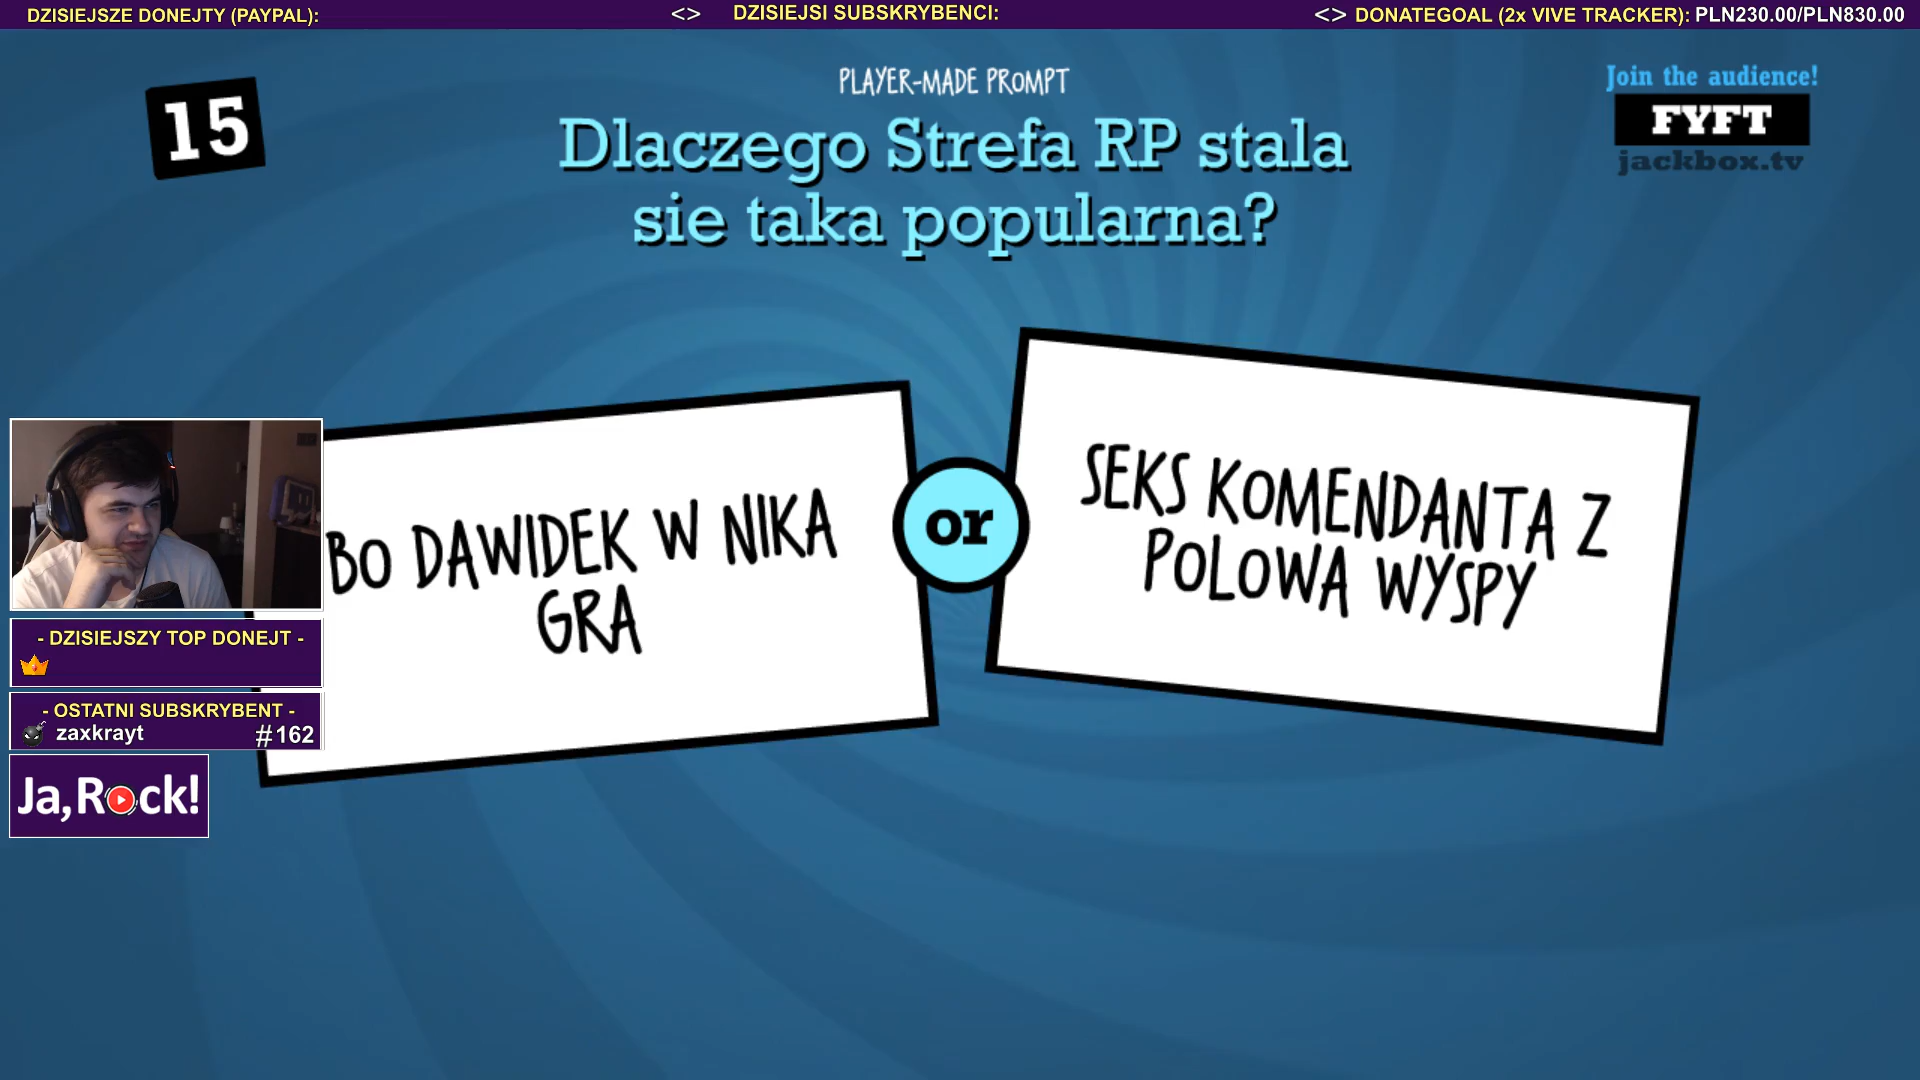 DZISIEJSZE DONEJTY (PAYPAL): <> DZISIEJSI SUBSKRYBENCI: <> DONATEGOAL (2x VIVE TRACKER): PLN230.00/PLN830.00
15
PLAYER-MADE PROMPT
Dlaczego Strefa RP stala
sie taka popularna?
Join the audience!
FYFT
jackbox.tv
BO DAWIDEK W NIKA
GRA
or
SEKS KOMENDANTA Z
POLOWA WYSPY
- DZISIEJSZY TOP DONEJT -
- OSTATNI SUBSKRYBENT -
zaxkrayt #162
Ja,Rock!